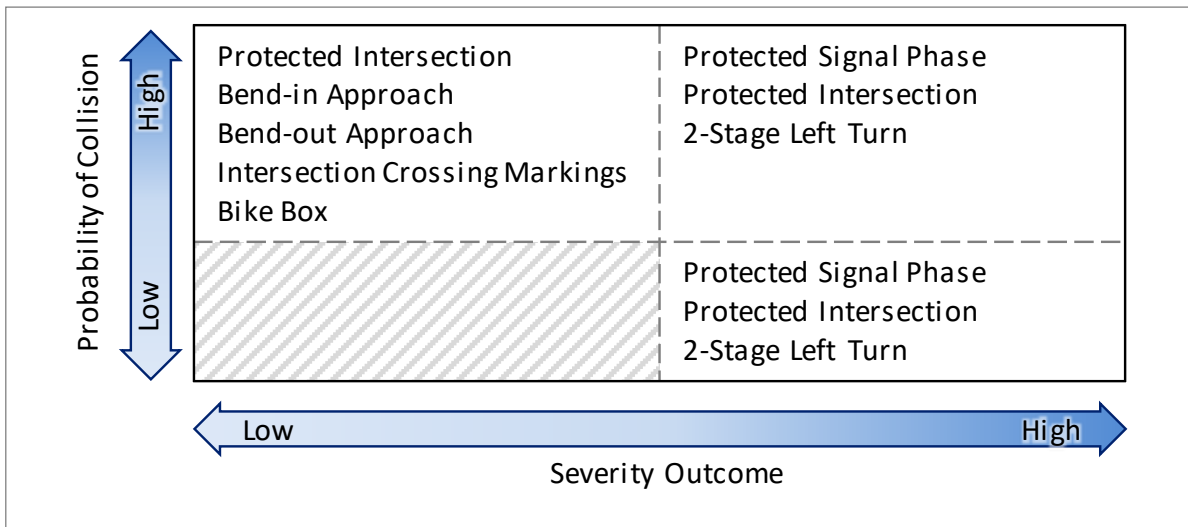 Probability of Collision
High
Low
Protected Intersection
Bend-in Approach
Bend-out Approach
Intersection Crossing Markings
Bike Box
Protected Signal Phase
Protected Intersection
2-Stage Left Turn
Protected Signal Phase
Protected Intersection
2-Stage Left Turn
Low
High
Severity Outcome